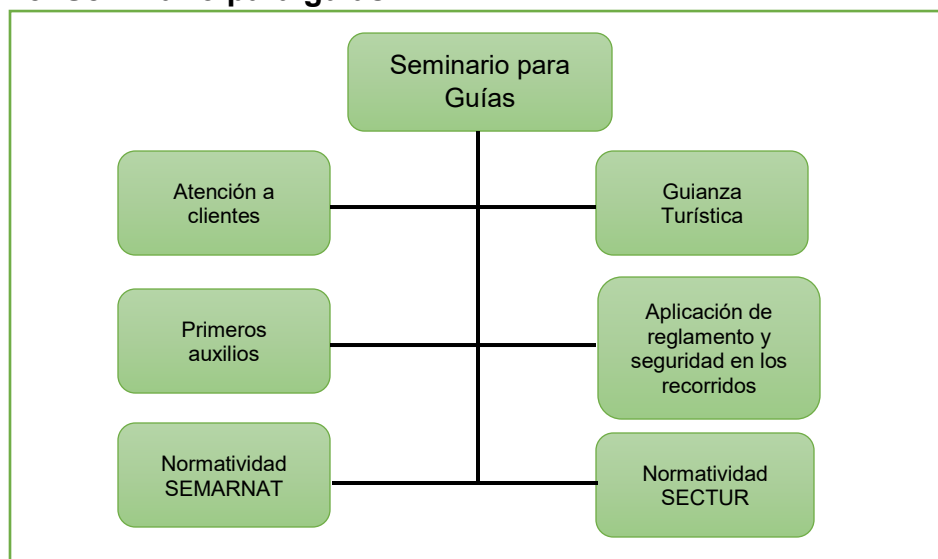 Seminario para
Guías
Atención a
clientes
Guianza
Turística
Primeros
auxilios
Aplicación de
reglamento y
seguridad en los
recorridos
Normatividad
SEMARNAT
Normatividad
SECTUR